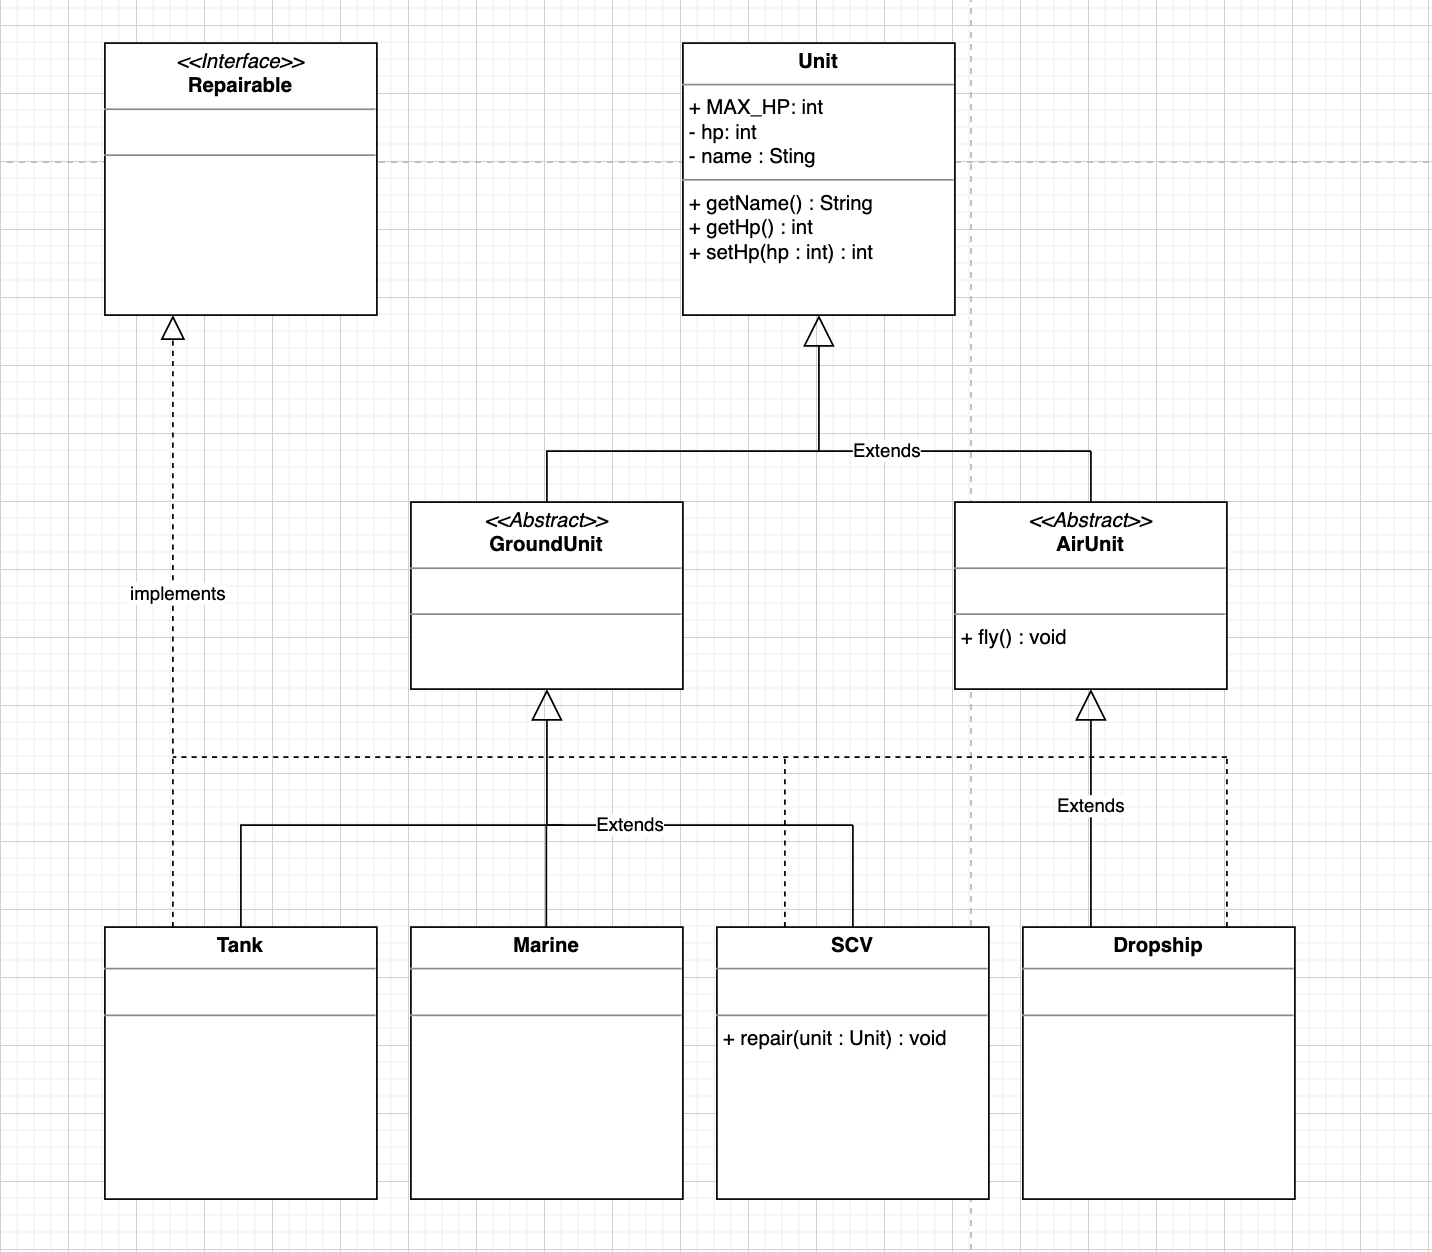 <<Interface>>
Repairable
Unit
+ MAX_HP: int
- hp: int
- name : Sting
+ getName() : String
+ getHp() : int
+ setHp(hp : int) : int
Extends
<<Abstract>>
GroundUnit
<<Abstract>>
AirUnit
+ fly() : void
implements
Extends
Extends
Tank
Marine
SCV
+ repair(unit : Unit) : void
Dropship